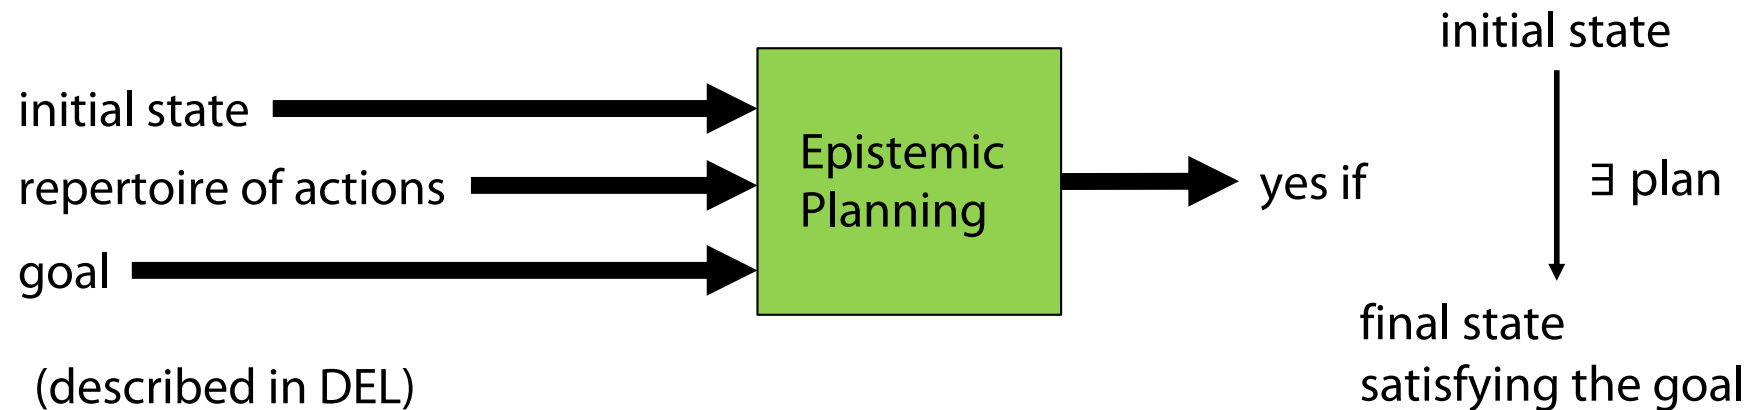 initial state
repertoire of actions
goal
(described in DEL)
Epistemic
Planning
yes if
initial state
∃ plan
final state
satisfying the goal